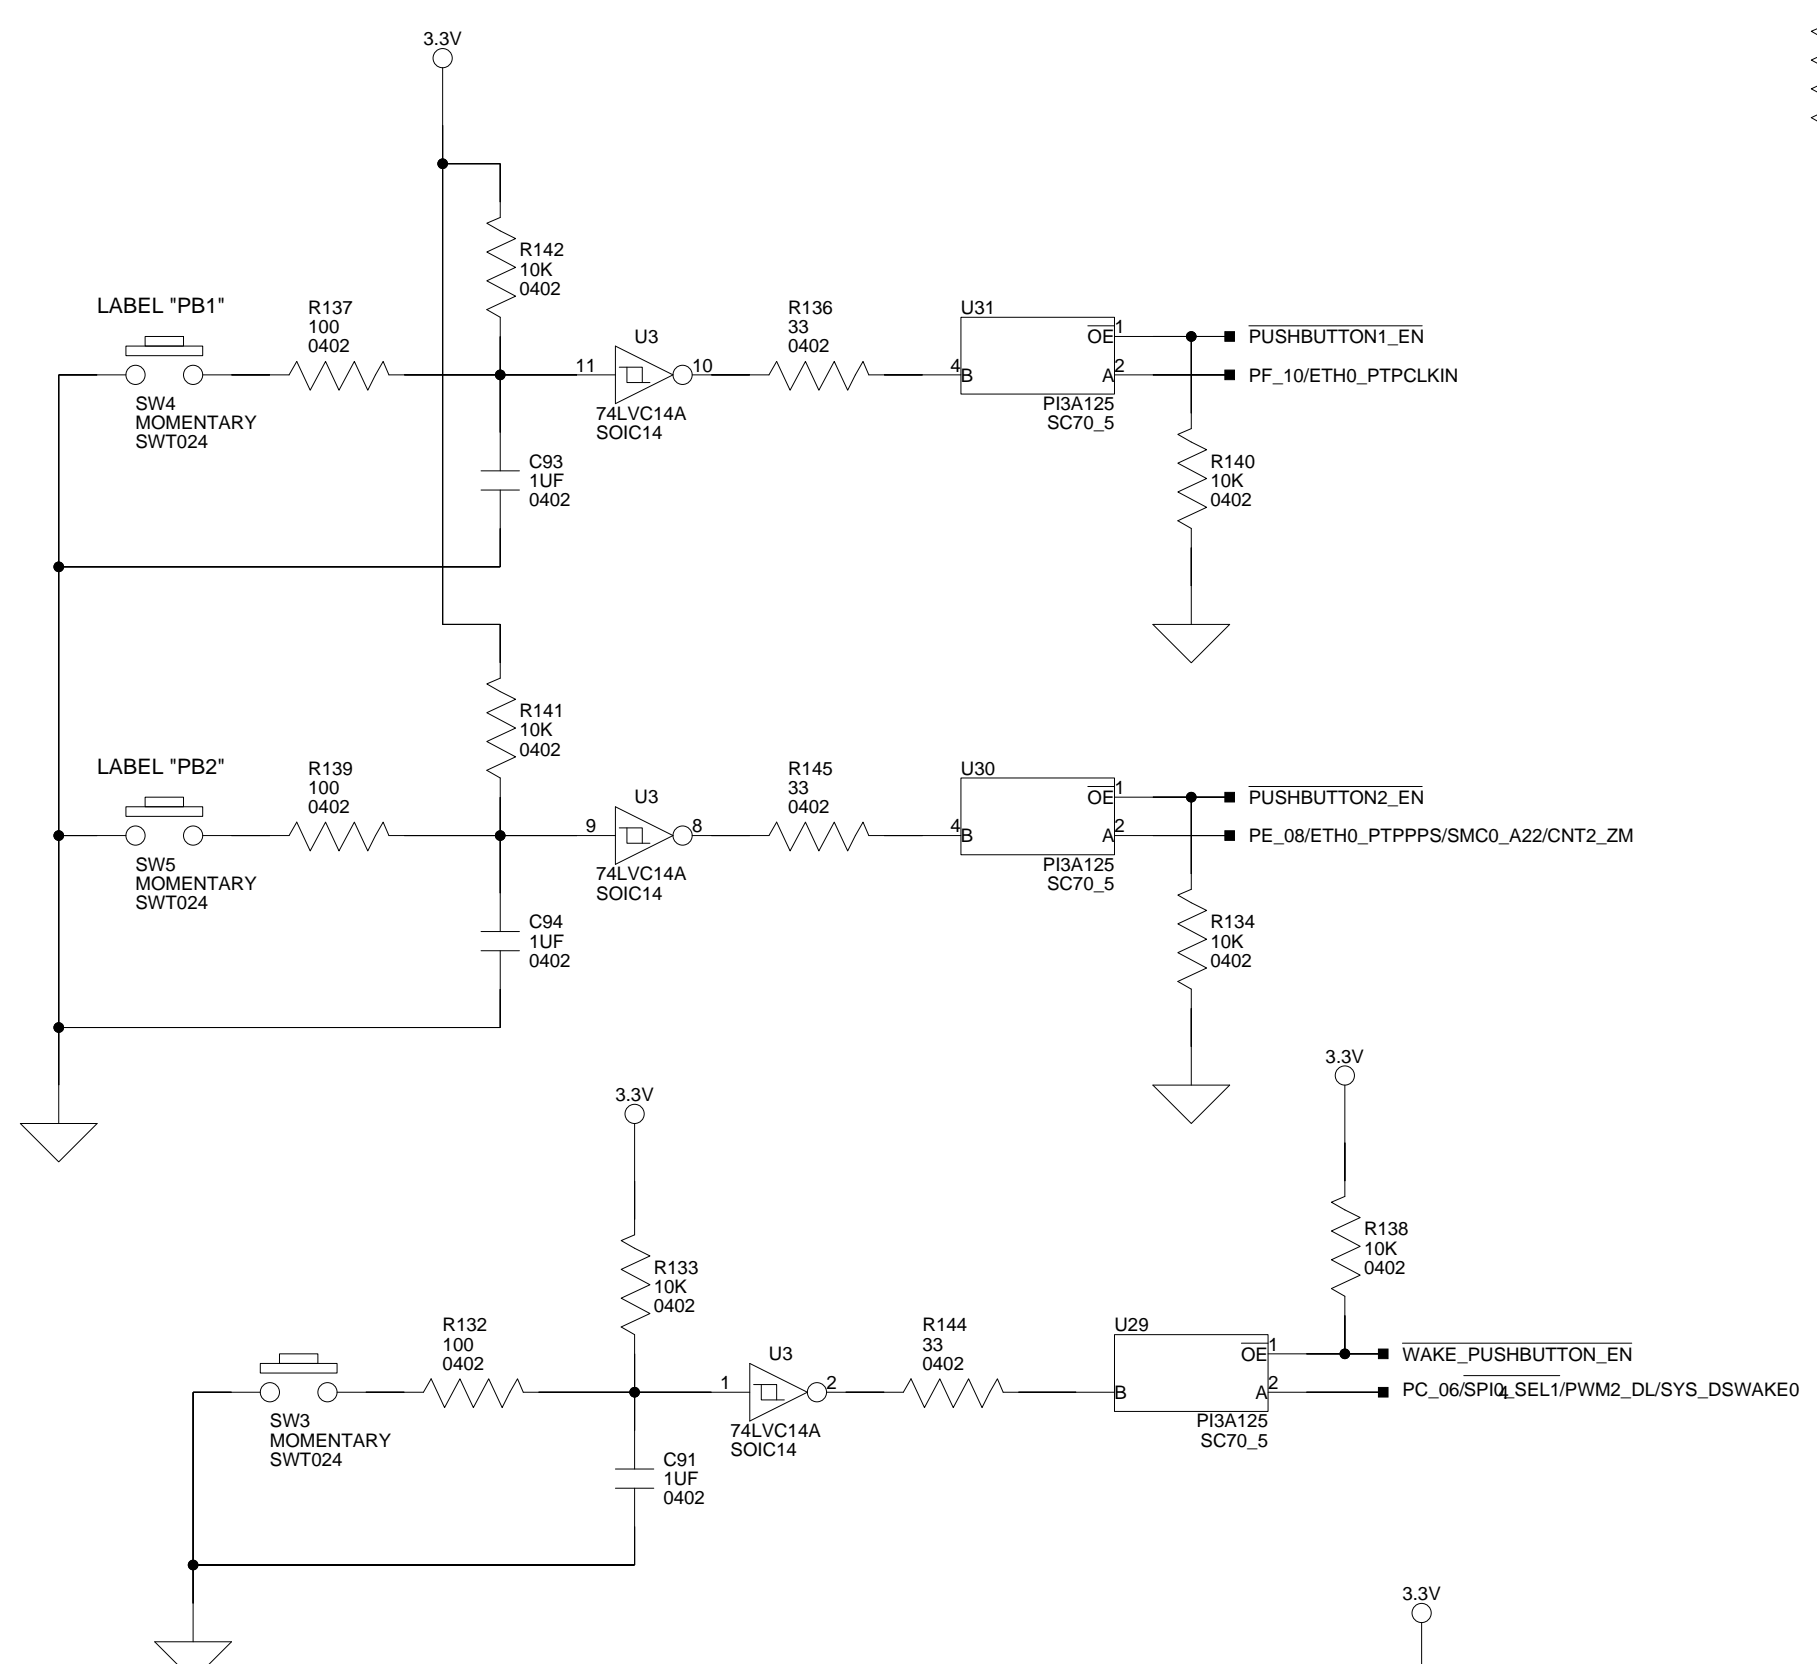 3.3V
<
<
<
<
R142
10K
0402
LABEL "PB1"
R137
100
0402
SW4
MOMENTARY
SWT024
U3
11
10
74LVC14A
SOIC14
C93
1UF
0402
R136
33
0402
U31
OE
1
4
B
A
2
PI3A125
SC70_5
PUSHBUTTON1_EN
PF_10/ETH0_PTPCLKIN
R140
10K
0402
R141
10K
0402
LABEL "PB2"
R139
100
0402
SW5
MOMENTARY
SWT024
U3
9
8
74LVC14A
SOIC14
C94
1UF
0402
R145
33
0402
U30
OE
1
4
B
A
2
PI3A125
SC70_5
PUSHBUTTON2_EN
PE_08/ETH0_PTPPPS/SMC0_A22/CNT2_ZM
R134
10K
0402
3.3V
R133
10K
0402
R132
100
0402
SW3
MOMENTARY
SWT024
U3
1
2
74LVC14A
SOIC14
C91
1UF
0402
R144
33
0402
U29
OE
1
B
A
2
PI3A125
SC70_5
3.3V
R138
10K
0402
WAKE_PUSHBUTTON_EN
PC_06/SPI0_SEL1/PWM2_DL/SYS_DSWAKE0
4
3.3V